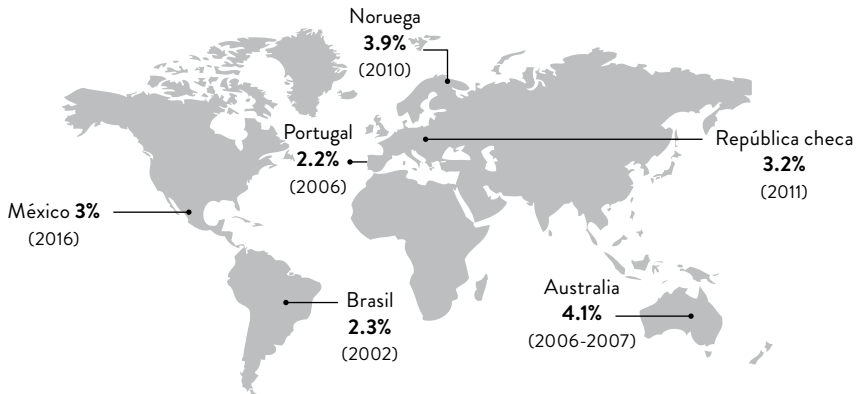 Noruega
3.9%
(2010)
Portugal
2.2%
(2006)
República checa
3.2%
(2011)
México 3%
(2016)
Brasil
2.3%
(2002)
Australia
4.1%
(2006-2007)